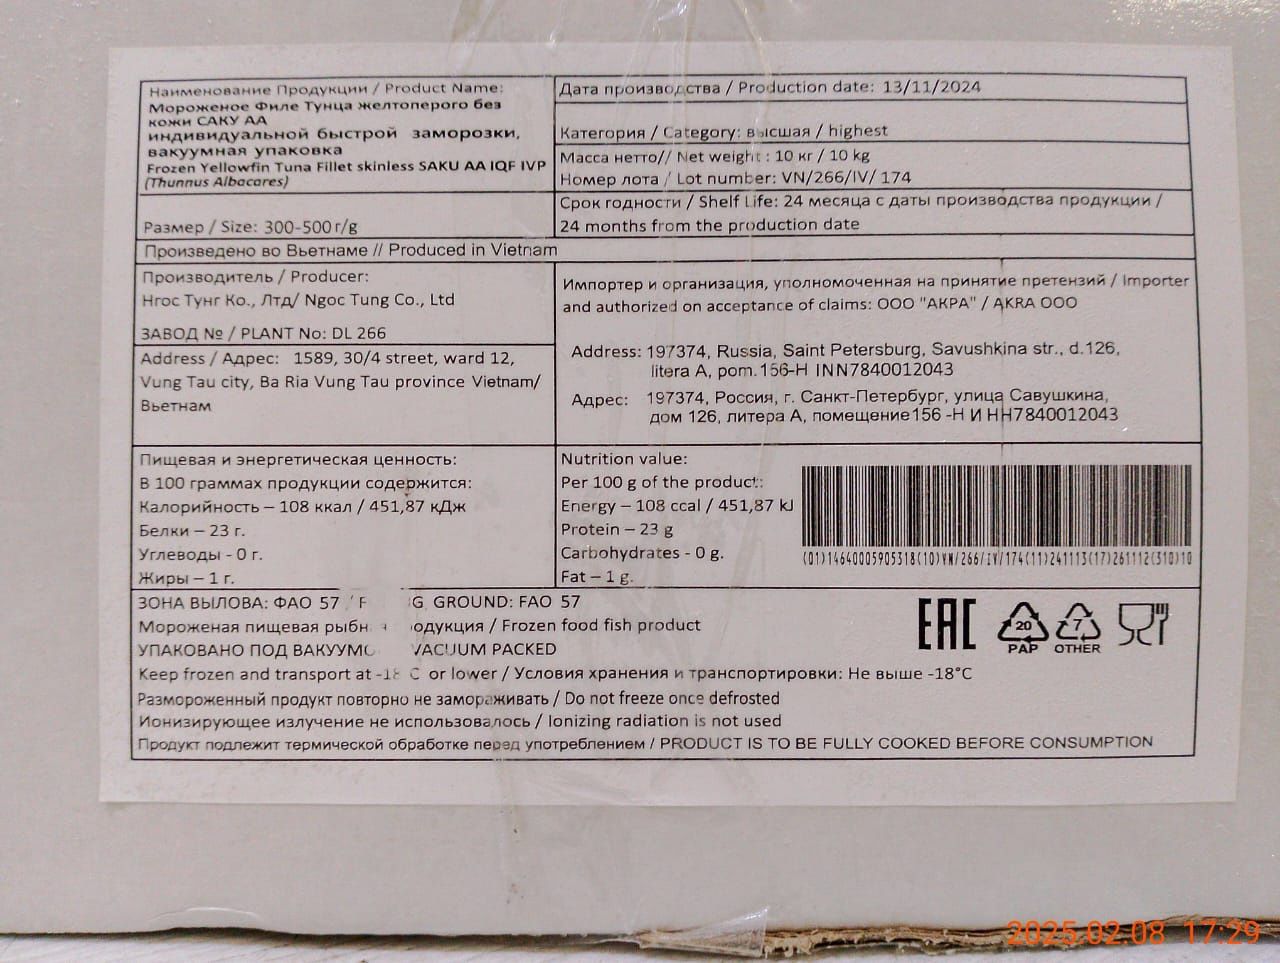 Наименование Продукции / Product Name:
Мороженое Филе Тунца желтоперого без
кожи САКУ АА
индивидуальной быстрой заморозки,
вакуумная упаковка
Frozen Yellowfin Tuna Fillet skinless SAKU AA IQF IVP
(Thunnus Albacares)
Размер / Size: 300-500г/g
Дата производства / Production date: 13/11/2024
Категория / Category: высшая / highest
Масса нетто// Net weight : 10 кг / 10 kg
Номер лота / Lot number: VN/266/IV/ 174
Срок годности / Shelf Life: 24 месяца с даты производства продукции /
24 months from the production date
Произведено во Вьетнаме // Produced in Vietnam
Производитель / Producer:
Нгос Тунг Ко., Лтд/ Ngoc Tung Co., Ltd
ЗАВОД № / PLANT No: DL 266
Address / Адрес: 1589, 30/4 street, ward 12,
Vung Tau city, Ba Ria Vung Tau province Vietnam/
Вьетнам
Импортер и организация, уполномоченная на принятие претензий / Importer
and authorized on acceptance of claims: ООО "АКРА" / AKRA OOO
Address: 197374, Russia, Saint Petersburg, Savushkina str., d.126,
litera A, pom. 156-H INN7840012043
Адрес: 197374, Россия, г. Санкт-Петербург, улица Савушкина,
дом 126, литера А, помещение156 -Н И НН7840012043
Пищевая и энергетическая ценность:
В 100 граммах продукции содержится:
Калорийность – 108 ккал / 451,87 кДж
Белки – 23 г.
Углеводы - 0 г.
Жиры – 1 г.
Nutrition value:
Per 100 g of the product:
Energy – 108 ccal / 451,87 kJ
Protein – 23 g
Carbohydrates - 0 g.
Fat – 1 g.
(01)14640005905318(10)VN/266/IV/174(11)241113(17)261112(310)10
ЗОНА ВЫЛОВА: ФАО 57 / GROUND: FAO 57
Мороженая пищевая / Frozen food fish product
УПАКОВАНО ПОД VACUUM PACKED
Keep frozen and transport at -18 C or lower / Условия хранения и транспортировки: Не выше -18°C
Размороженный продукт повторно не замораживать / Do not freeze once defrosted
Ионизирующее излучение не использовалось / Ionizing radiation is not used
Продукт подлежит термической обработке перед употреблением / PRODUCT IS TO BE FULLY COOKED BEFORE CONSUMPTION
EAC
20
PAP
7
OTHER
2025.02.08 17:29